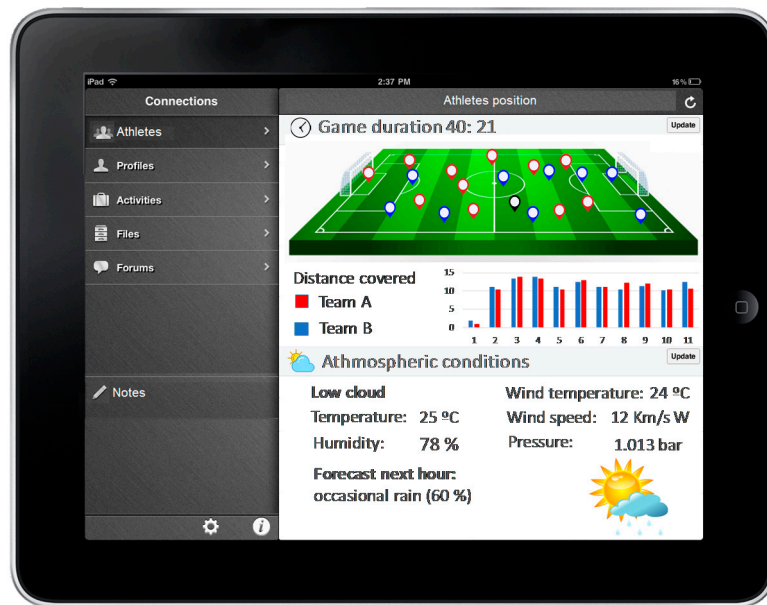 iPad 2:37 PM 16%
Connections
Athletes position
Athletes
Profiles
Activities
Files
Forums
Notes
Game duration 40: 21
Update
Distance covered
Team A
Team B
15
10
5
0
1 2 3 4 5 6 7 8 9 10 11
Athmospheric conditions
Update
Low cloud
Temperature: 25 ºC
Humidity: 78 %
Wind temperature: 24 ºC
Wind speed: 12 Km/s W
Pressure: 1.013 bar
Forecast next hour:
occasional rain (60 %)